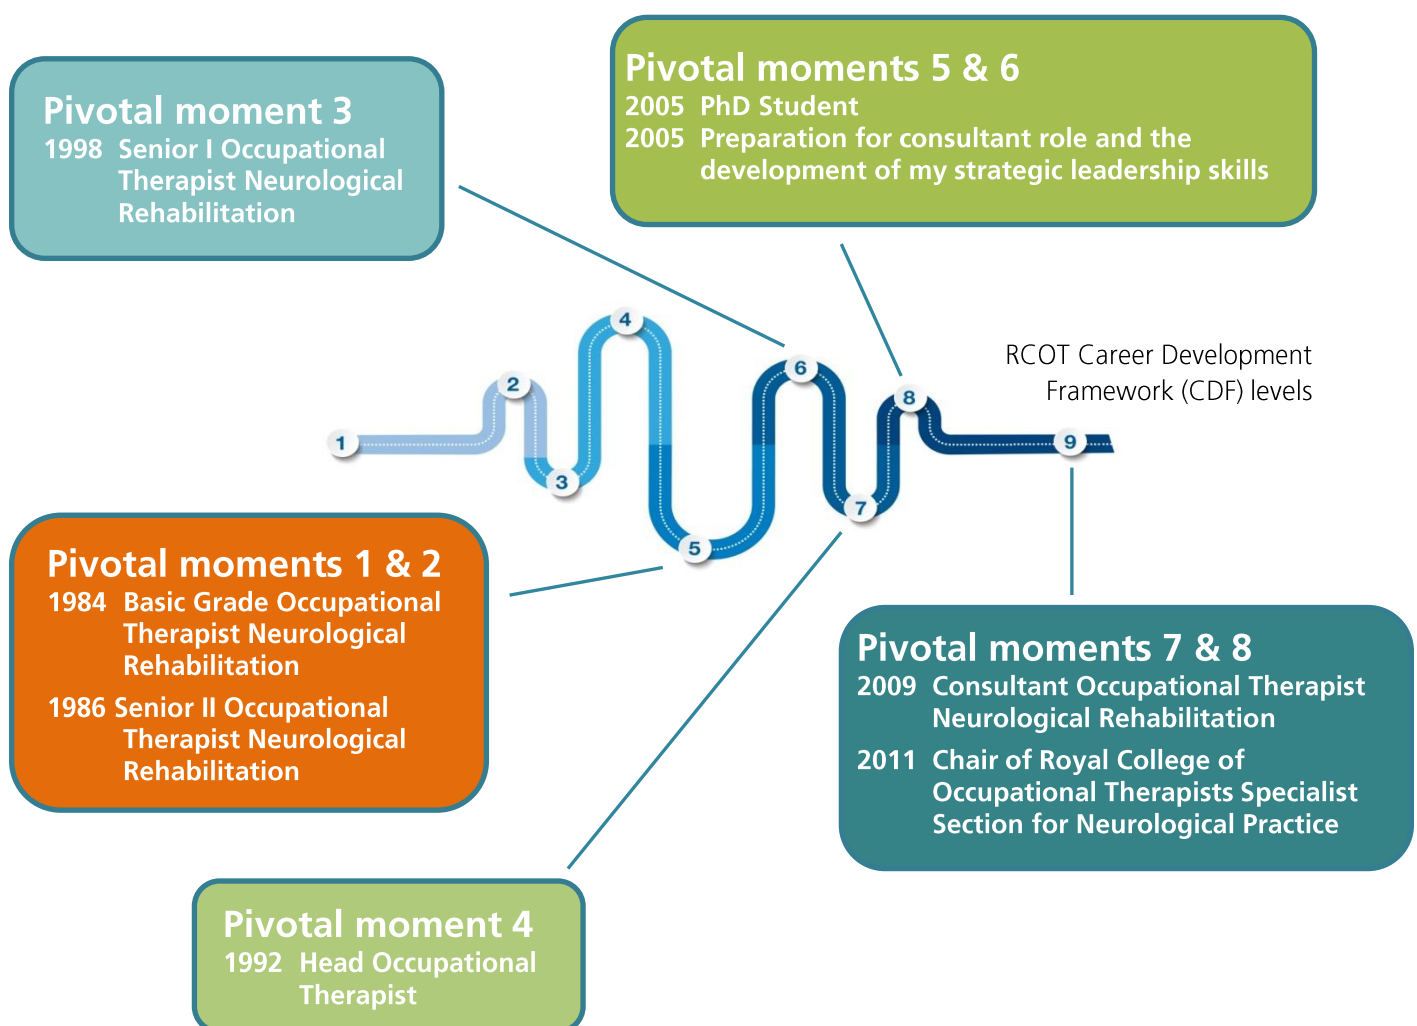 Pivotal moment 3
1998 Senior I Occupational
Therapist Neurological
Rehabilitation
Pivotal moments 5 & 6
2005 PhD Student
2005 Preparation for consultant role and the
development of my strategic leadership skills
RCOT Career Development
Framework (CDF) levels
1
2
3
4
5
6
7
8
9
Pivotal moments 1 & 2
1984 Basic Grade Occupational
Therapist Neurological
Rehabilitation
1986 Senior II Occupational
Therapist Neurological
Rehabilitation
Pivotal moments 7 & 8
2009 Consultant Occupational Therapist
Neurological Rehabilitation
2011 Chair of Royal College of
Occupational Therapists Specialist
Section for Neurological Practice
Pivotal moment 4
1992 Head Occupational
Therapist